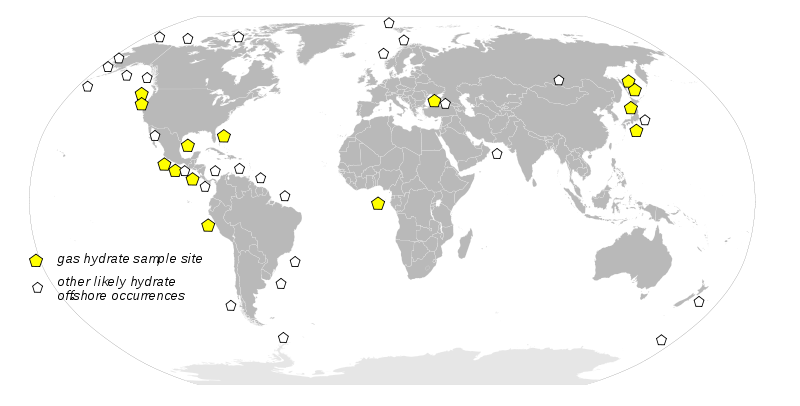 gas hydrate sample site
other likely hydrate
offshore occurrences